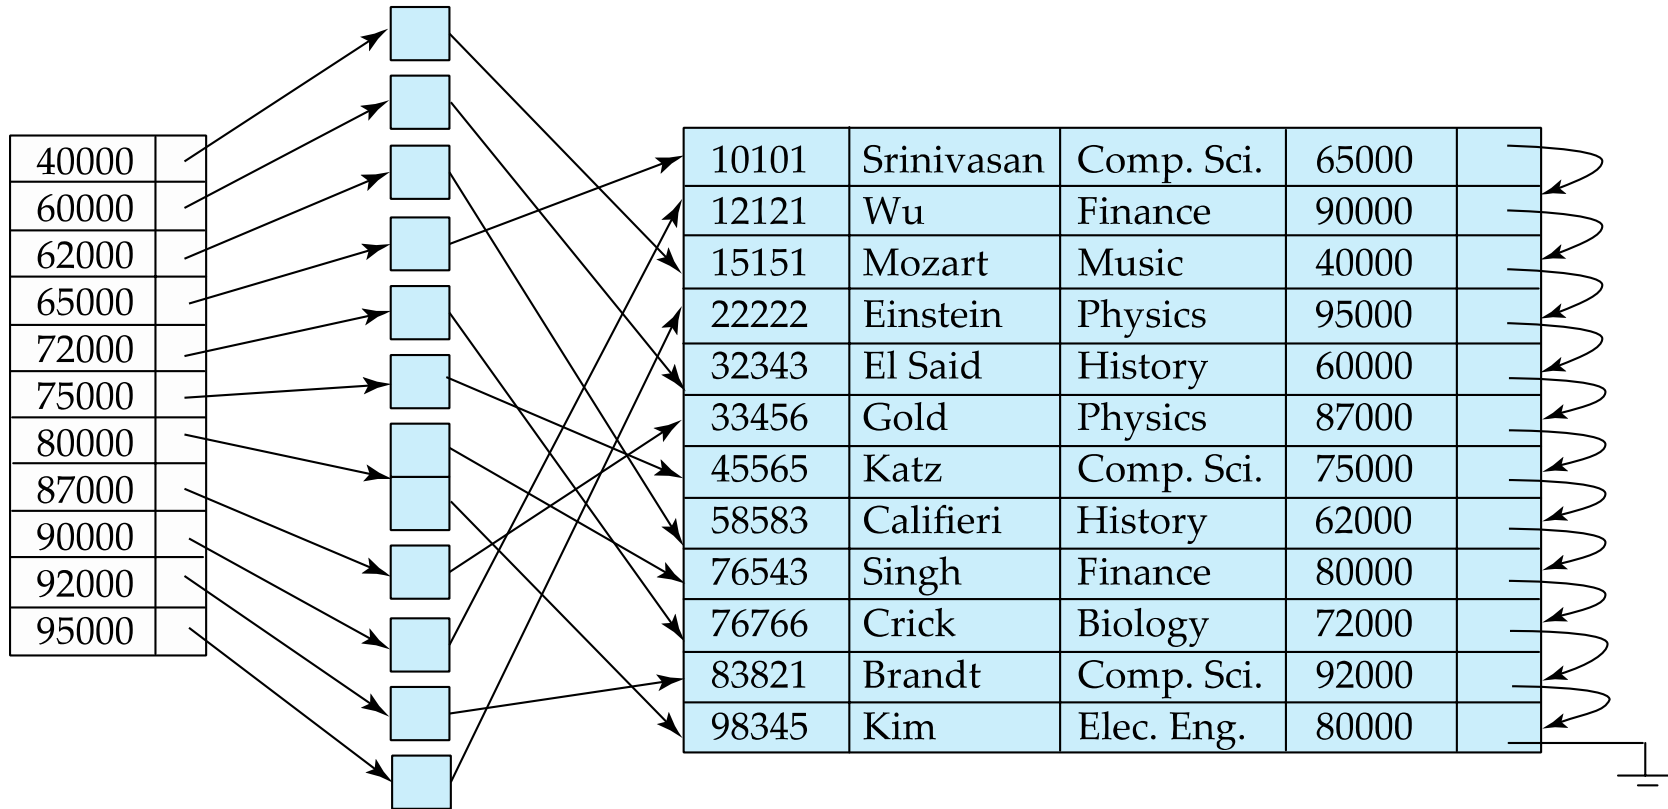 40000
60000
62000
65000
72000
75000
80000
87000
90000
92000
95000
10101 Srinivasan Comp. Sci. 65000
12121 Wu Finance 90000
15151 Mozart Music 40000
22222 Einstein Physics 95000
32343 El Said History 60000
33456 Gold Physics 87000
45565 Katz Comp. Sci. 75000
58583 Califieri History 62000
76543 Singh Finance 80000
76766 Crick Biology 72000
83821 Brandt Comp. Sci. 92000
98345 Kim Elec. Eng. 80000